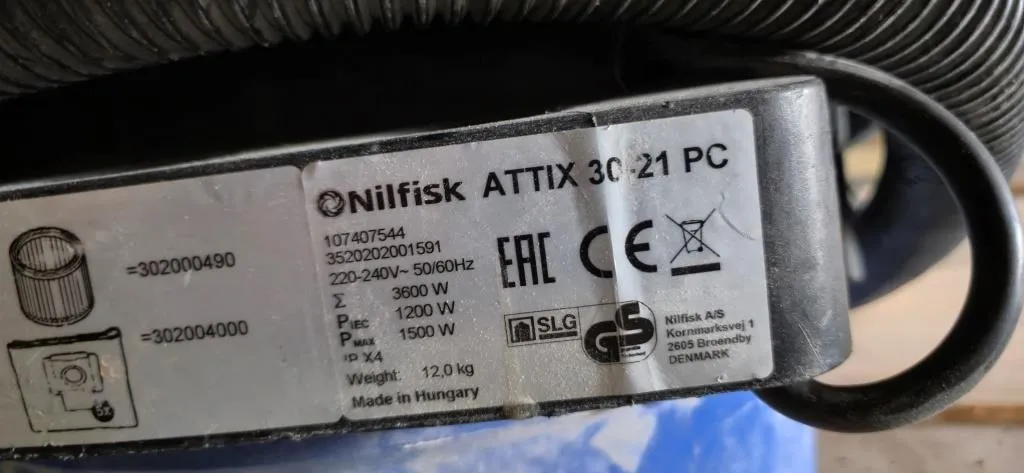 =302000490
=302004000
5x
Nilfisk ATTIX 30-21 PC
107407544
3520202001591
220-240V~ 50/60Hz
Σ 3600 W
PIEC 1200 W
PMAX 1500 W
IP X4
Weight: 12,0 kg
Made in Hungary
EAC CE
SLG GS
Nilfisk A/S
Kornmarksvej 1
2605 Broendby
DENMARK